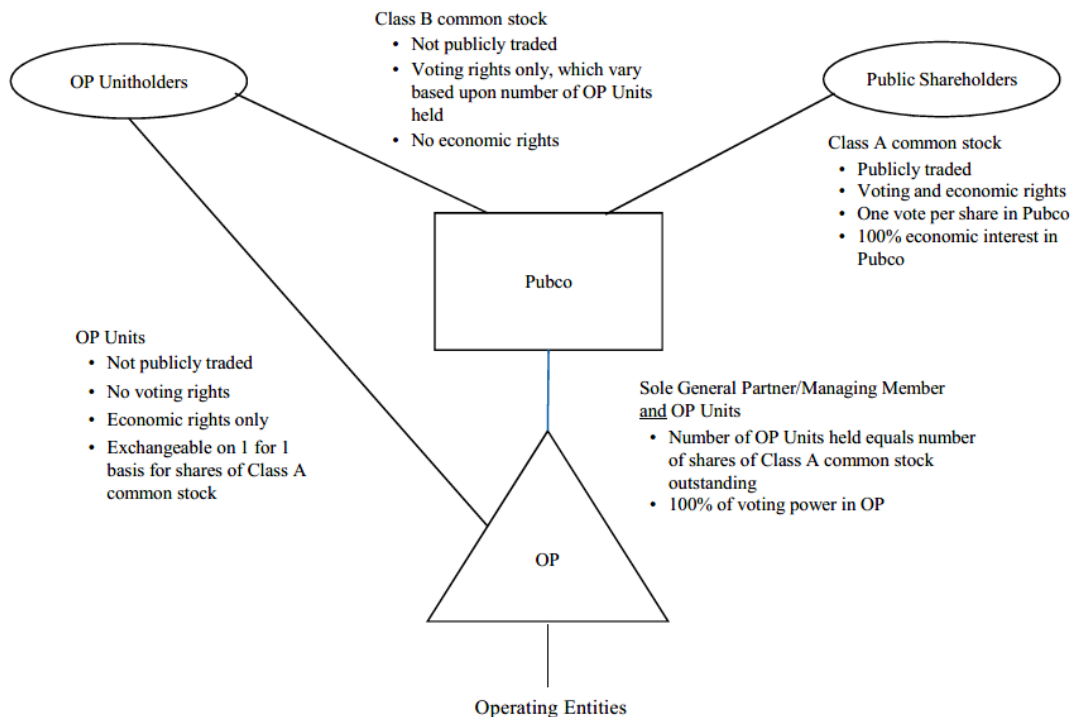 Class B common stock
• Not publicly traded
• Voting rights only, which vary
based upon number of OP Units
held
• No economic rights
OP Unitholders
Public Shareholders
Class A common stock
• Publicly traded
• Voting and economic rights
• One vote per share in Pubco
• 100% economic interest in
Pubco
Pubco
OP Units
• Not publicly traded
• No voting rights
• Economic rights only
• Exchangeable on 1 for 1
basis for shares of Class A
common stock
Sole General Partner/Managing Member
and OP Units
• Number of OP Units held equals number
of shares of Class A common stock
outstanding
• 100% of voting power in OP
OP
Operating Entities